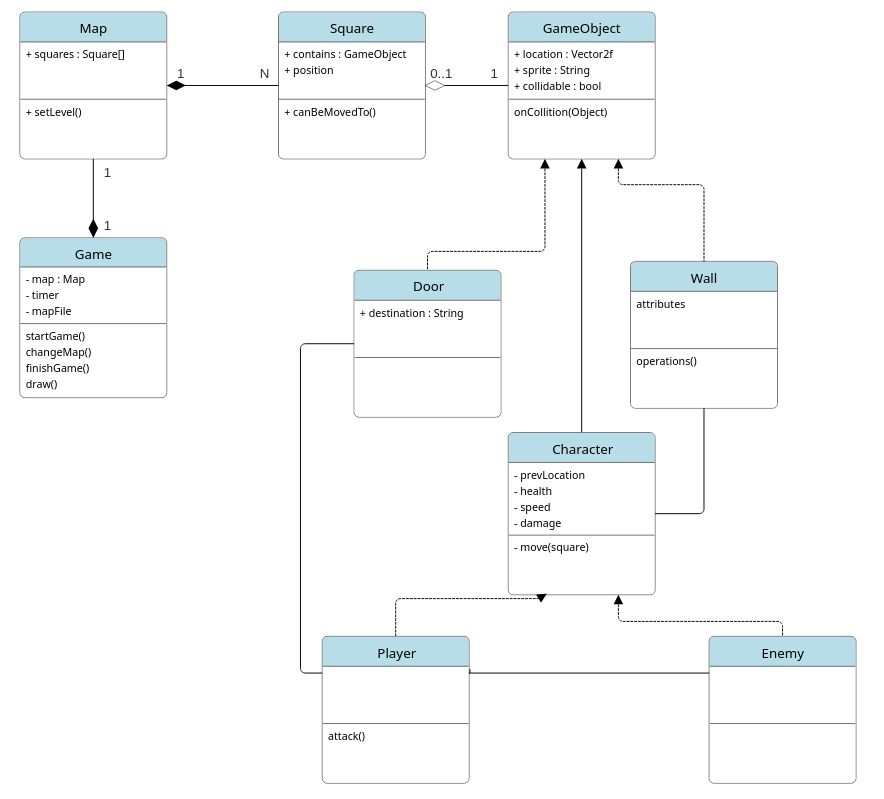 Map
+ squares : Square[]
+ setLevel()
1
N
Square
+ contains : GameObject
+ position
+ canBeMovedTo()
0..1
1
GameObject
+ location : Vector2f
+ sprite : String
+ collidable : bool
onCollition(Object)
1
1
Game
- map : Map
- timer
- mapFile
startGame()
changeMap()
finishGame()
draw()
Door
+ destination : String
Wall
attributes
operations()
Character
- prevLocation
- health
- speed
- damage
- move(square)
Player
attack()
Enemy